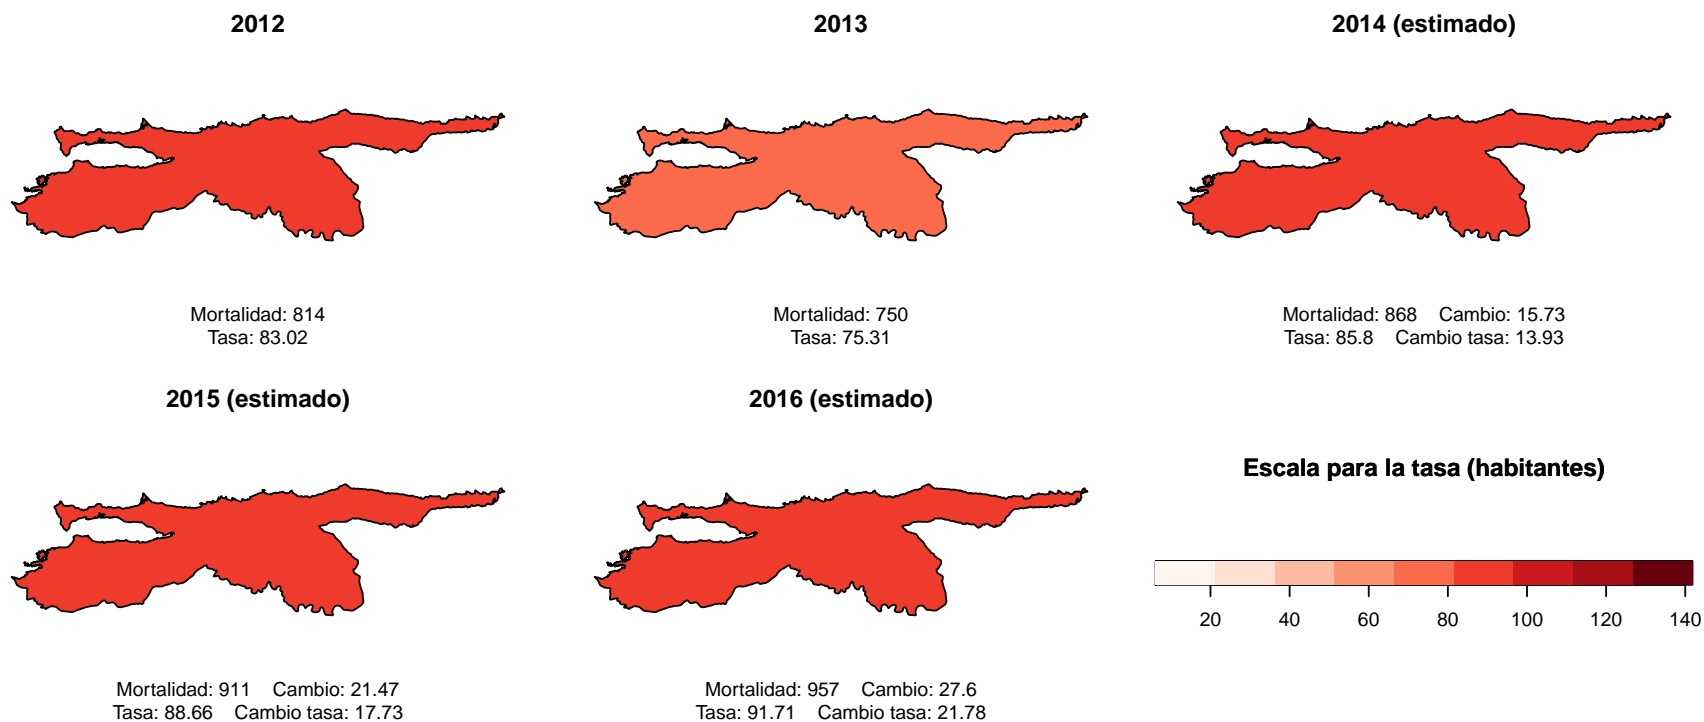 2012
2013
2014 (estimado)
Mortalidad: 814
Tasa: 83.02
Mortalidad: 750
Tasa: 75.31
Mortalidad: 868 Cambio: 15.73
Tasa: 85.8 Cambio tasa: 13.93
2015 (estimado)
2016 (estimado)
Mortalidad: 911 Cambio: 21.47
Tasa: 88.66 Cambio tasa: 17.73
Mortalidad: 957 Cambio: 27.6
Tasa: 91.71 Cambio tasa: 21.78
Escala para la tasa (habitantes)
20 40 60 80 100 120 140